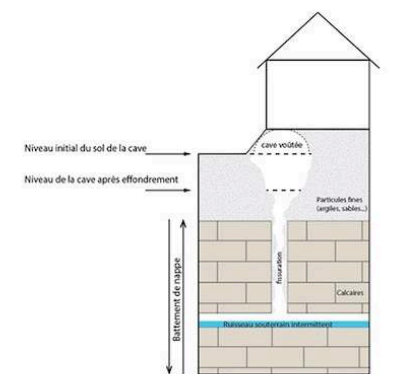 cave voûtée
Niveau initial du sol de la cave
Niveau de la cave après effondrement
Particules fines
(argiles, sables...)
Battement de nappe
fissuration
Calcaires
Ruisseau souterrain intermittent